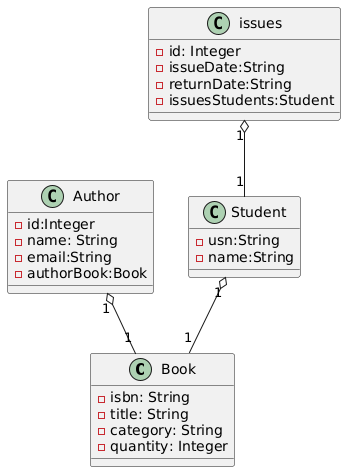 C issues
id: Integer
issueDate:String
returnDate:String
issuesStudents:Student
1
1
C Author
id:Integer
name: String
email:String
authorBook:Book
C Student
usn:String
name:String
1
1
1
1
C Book
isbn: String
title: String
category: String
quantity: Integer